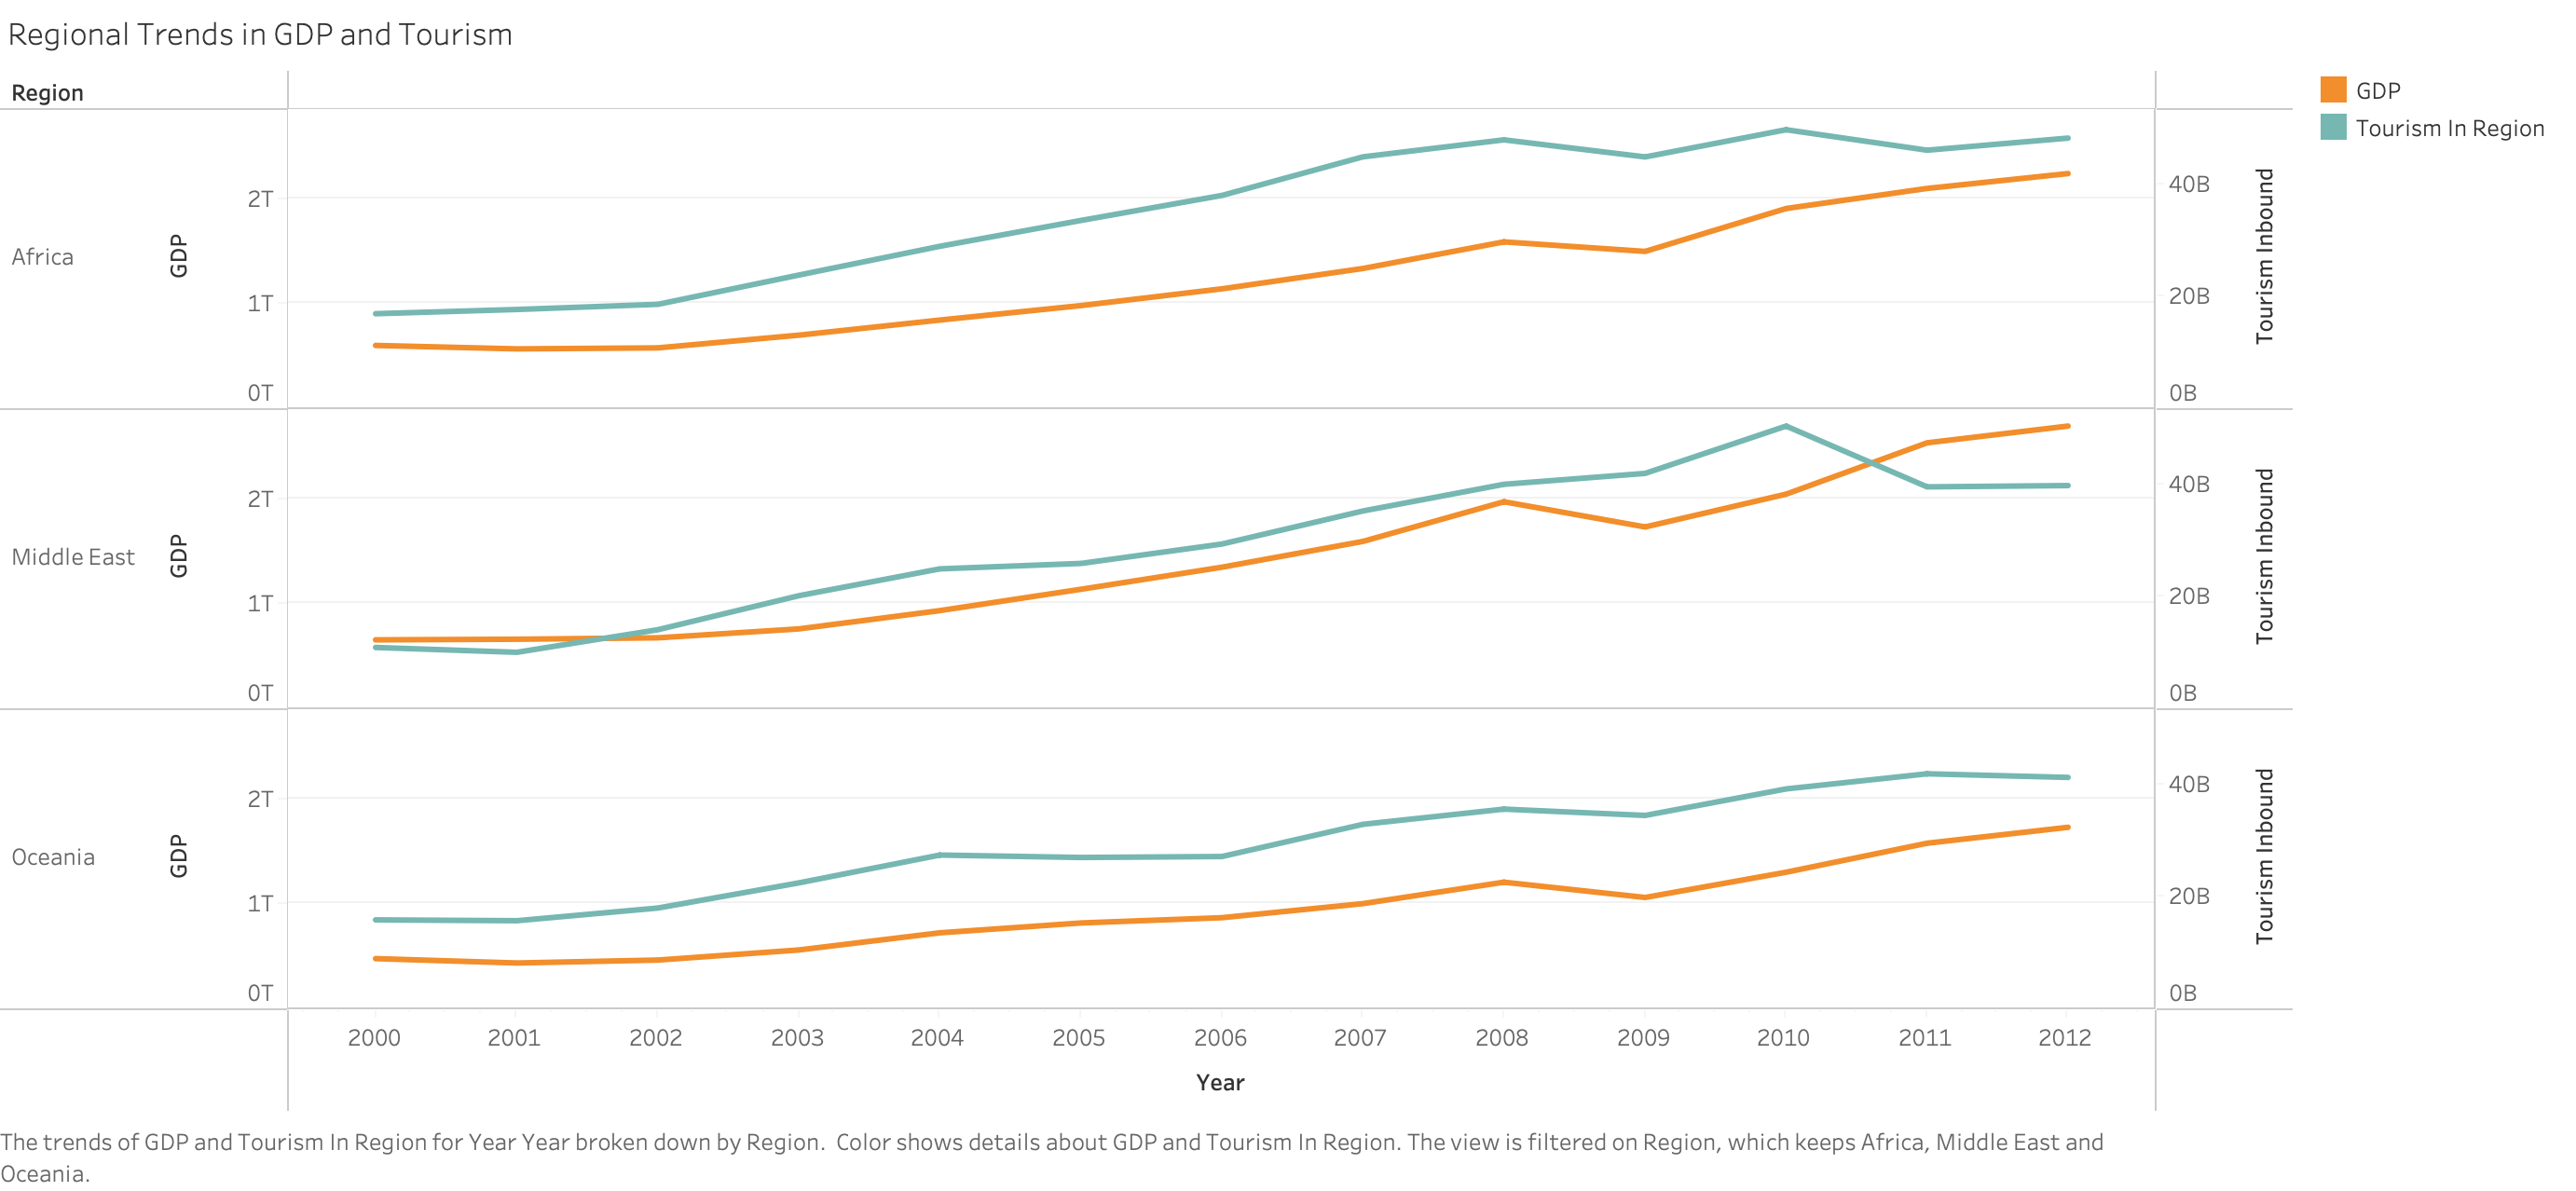 Regional Trends in GDP and Tourism
Region
GDP
Tourism In Region
Africa
GDP
2T
1T
0T
40B
20B
0B
Tourism Inbound
Middle East
GDP
2T
1T
0T
40B
20B
0B
Tourism Inbound
Oceania
GDP
2T
1T
0T
40B
20B
0B
Tourism Inbound
2000 2001 2002 2003 2004 2005 2006 2007 2008 2009 2010 2011 2012
Year
The trends of GDP and Tourism In Region for Year Year broken down by Region.  Color shows details about GDP and Tourism In Region. The view is filtered on Region, which keeps Africa, Middle East and
Oceania.